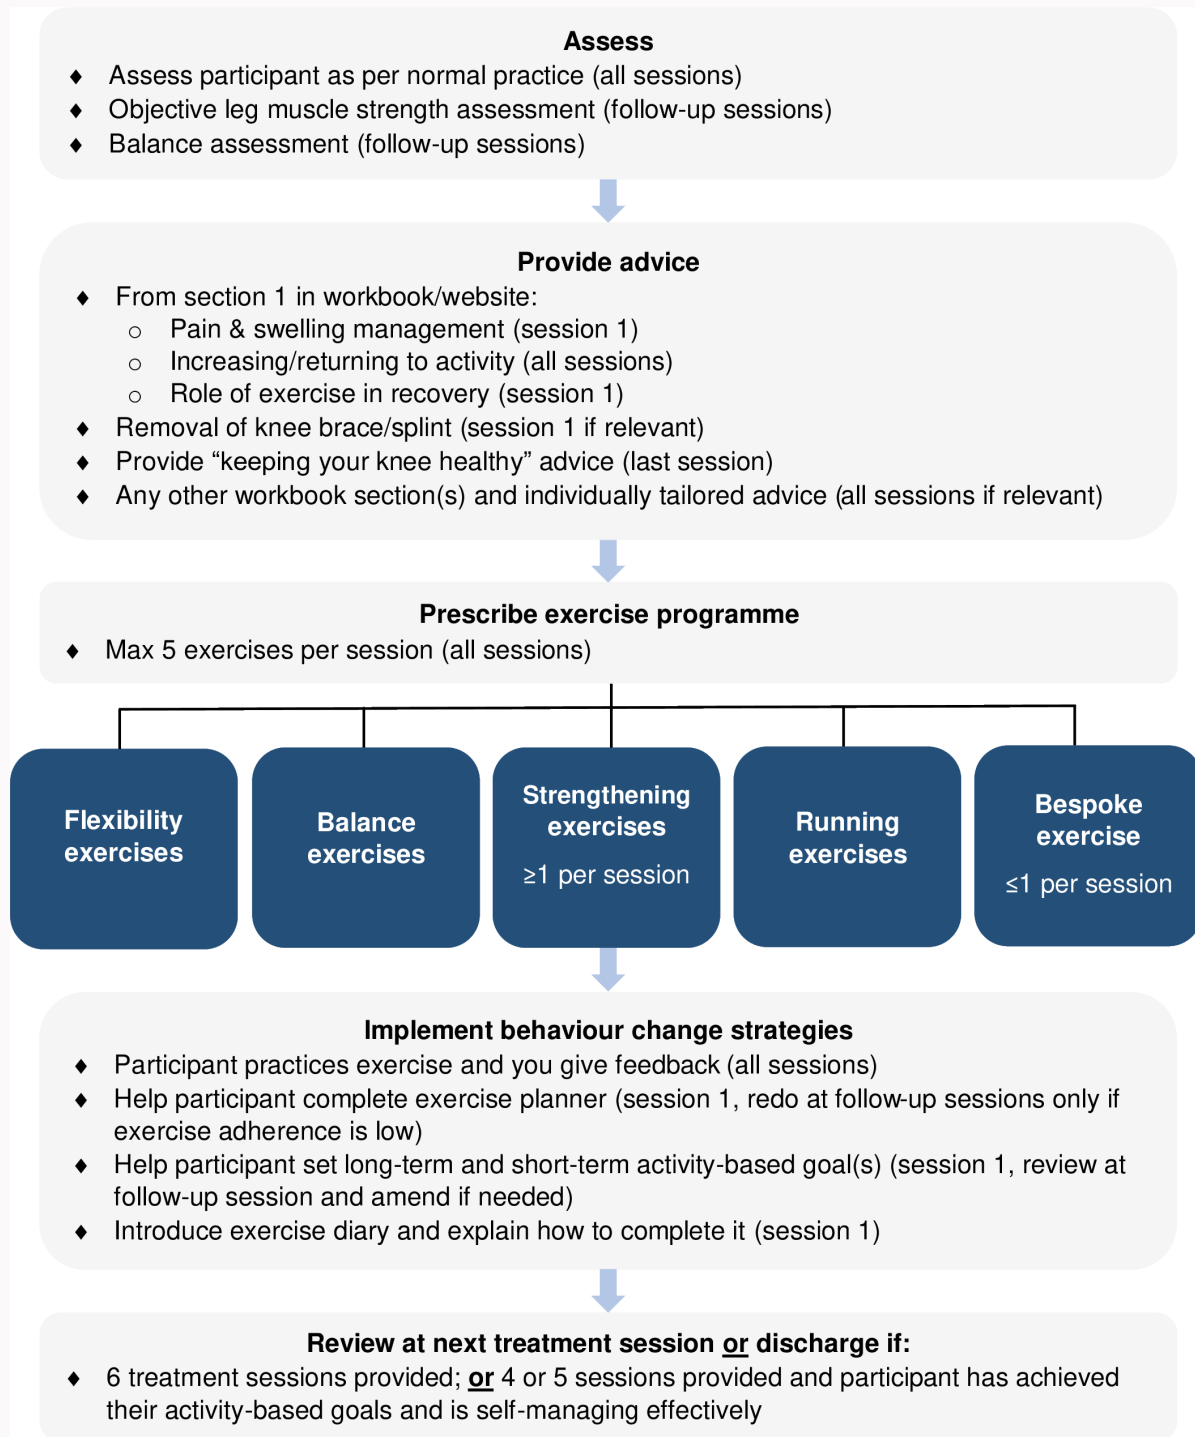 Assess
♦ Assess participant as per normal practice (all sessions)
♦ Objective leg muscle strength assessment (follow-up sessions)
♦ Balance assessment (follow-up sessions)
Provide advice
♦ From section 1 in workbook/website:
o Pain & swelling management (session 1)
o Increasing/returning to activity (all sessions)
o Role of exercise in recovery (session 1)
♦ Removal of knee brace/splint (session 1 if relevant)
♦ Provide “keeping your knee healthy” advice (last session)
♦ Any other workbook section(s) and individually tailored advice (all sessions if relevant)
Prescribe exercise programme
♦ Max 5 exercises per session (all sessions)
Flexibility
exercises
Balance
exercises
Strengthening
exercises
≥1 per session
Running
exercises
Bespoke
exercise
≤1 per session
Implement behaviour change strategies
♦ Participant practices exercise and you give feedback (all sessions)
♦ Help participant complete exercise planner (session 1, redo at follow-up sessions only if
exercise adherence is low)
♦ Help participant set long-term and short-term activity-based goal(s) (session 1, review at
follow-up session and amend if needed)
♦ Introduce exercise diary and explain how to complete it (session 1)
Review at next treatment session or discharge if:
♦ 6 treatment sessions provided; or 4 or 5 sessions provided and participant has achieved
their activity-based goals and is self-managing effectively